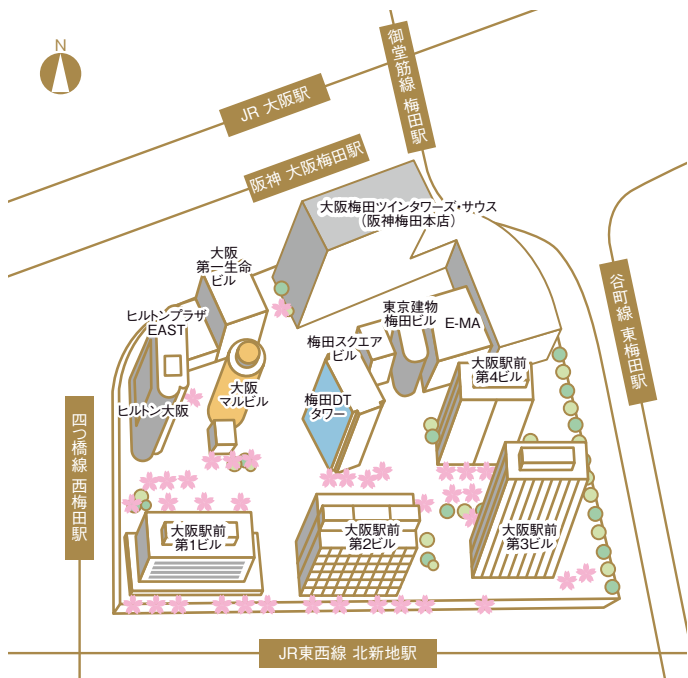 N
JR 大阪駅
御堂筋線 梅田駅
阪神 大阪梅田駅
大阪梅田ツインタワーズ・サウス
（阪神梅田本店）
大阪
第一生命
ビル
ヒルトンプラザ
EAST
東京建物
梅田ビル
E-MA
谷町線 東梅田駅
梅田スクエア
ビル
大阪駅前
第4ビル
大阪
マルビル
梅田DT
タワー
ヒルトン大阪
四つ橋線 西梅田駅
大阪駅前
第1ビル
大阪駅前
第2ビル
大阪駅前
第3ビル
JR東西線 北新地駅